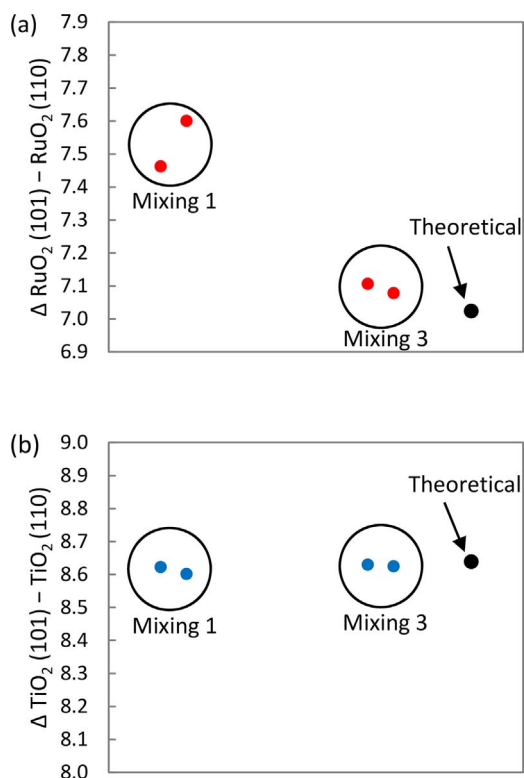 (a)
Δ RuO₂ (101) – RuO₂ (110)
7.9
7.8
7.7
7.6
7.5
7.4
7.3
7.2
7.1
7.0
6.9
Mixing 1
Theoretical
Mixing 3
(b)
Δ TiO₂ (101) – TiO₂ (110)
9.0
8.9
8.8
8.7
8.6
8.5
8.4
8.3
8.2
8.1
8.0
Theoretical
Mixing 1
Mixing 3